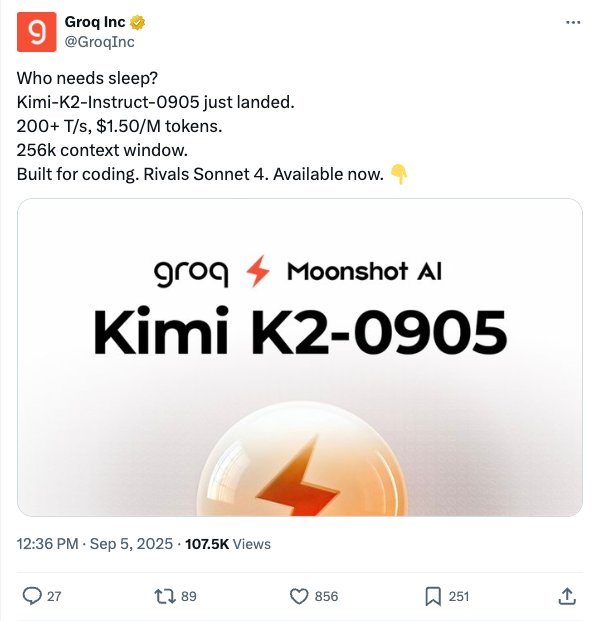 Groq Inc
@GroqInc
Who needs sleep?
Kimi-K2-Instruct-0905 just landed.
200+ T/s, $1.50/M tokens.
256k context window.
Built for coding. Rivals Sonnet 4. Available now. 👇
groq Moonshot AI
Kimi K2-0905
12:36 PM · Sep 5, 2025 · 107.5K Views
27 89 856 251